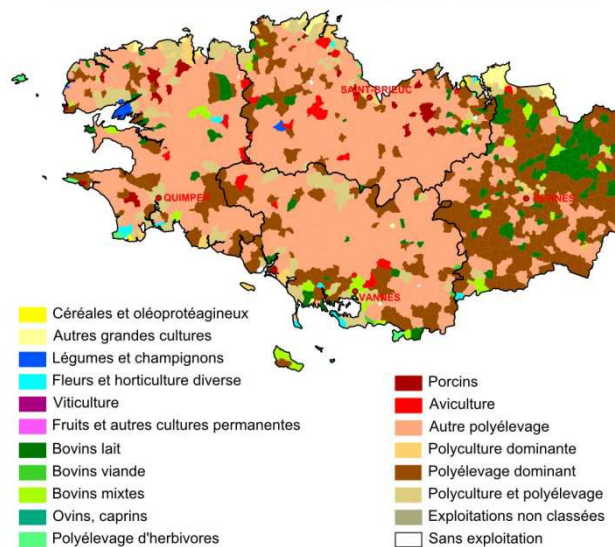 SAINT-BRIEUC
QUIMPER
RENNES
VANNES
Céréales et oléoprotéagineux
Autres grandes cultures
Légumes et champignons
Fleurs et horticulture diverse
Viticulture
Fruits et autres cultures permanentes
Bovins lait
Bovins viande
Bovins mixtes
Ovins, caprins
Polyélevage d'herbivores
Porcins
Aviculture
Autre polyélevage
Polyculture dominante
Polyélevage dominant
Polyculture et polyélevage
Exploitations non classées
Sans exploitation